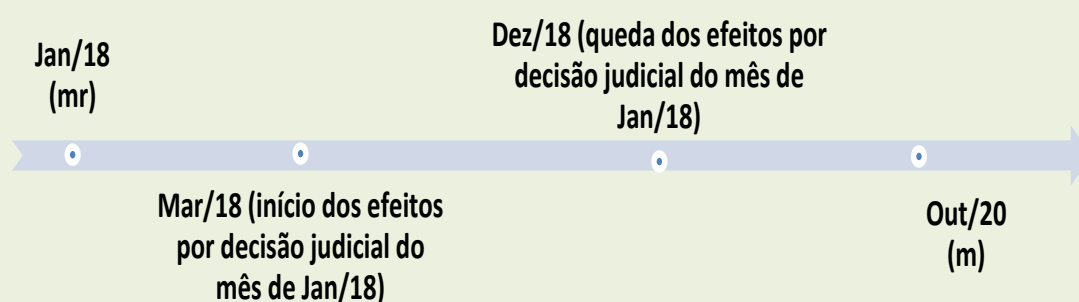 Jan/18
(mr)
Mar/18 (início dos efeitos
por decisão judicial do
mês de Jan/18)
Dez/18 (queda dos efeitos por
decisão judicial do mês de
Jan/18)
Out/20
(m)